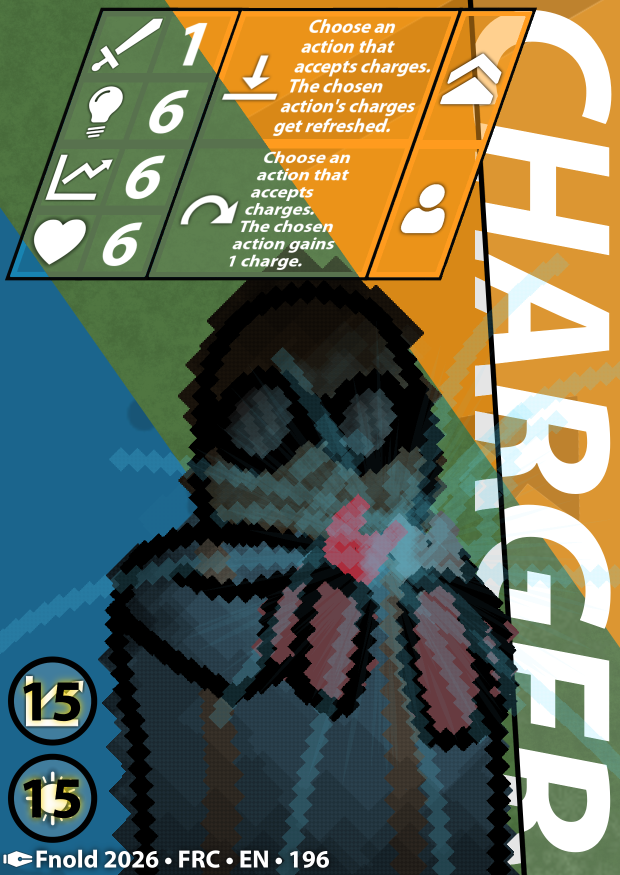 1
6
6
6
Choose an
action that
accepts charges.
The chosen
action's charges
get refreshed.
Choose an
action that
accepts
charges.
The chosen
action gains
1 charge.
CHARGER
15
15
Fnold 2026 • FRC • EN • 196